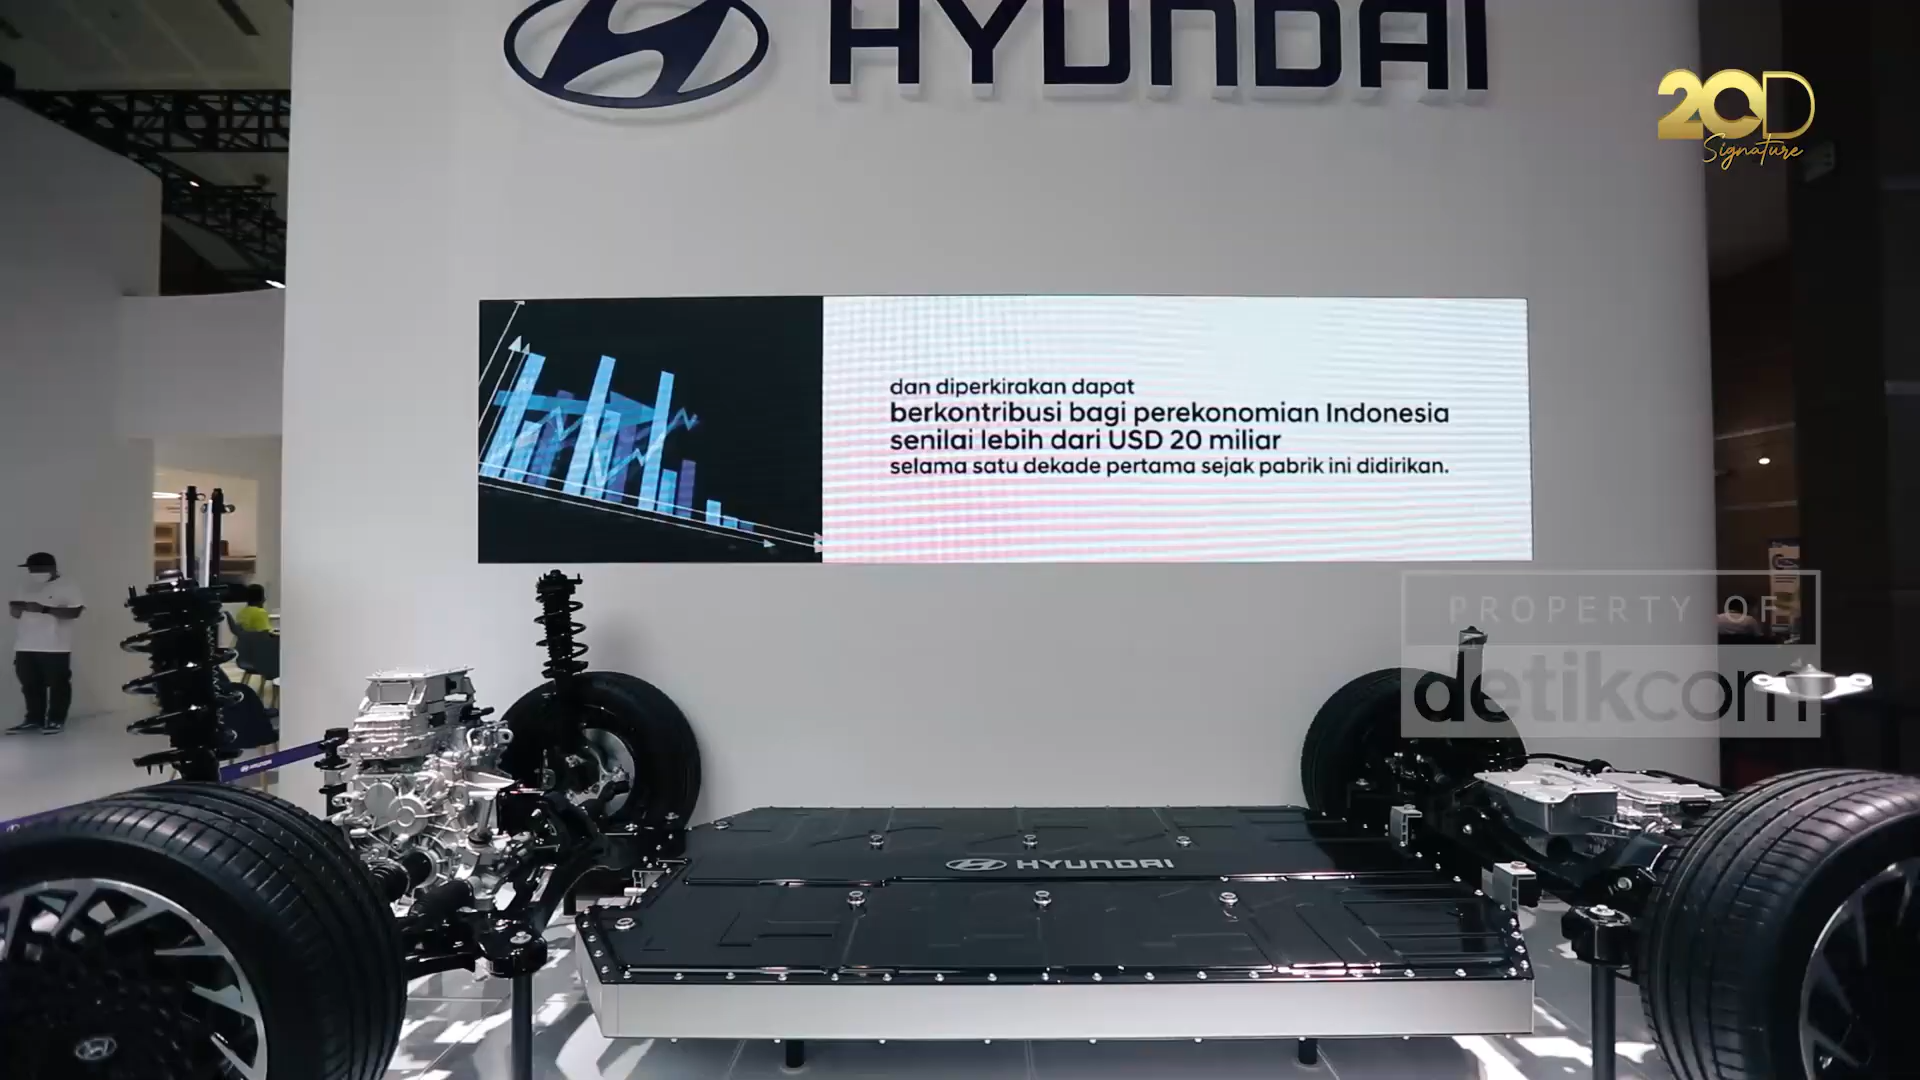 HYUNDAI
20D
Signature
dan diperkirakan dapat
berkontribusi bagi perekonomian Indonesia
senilai lebih dari USD 20 miliar
selama satu dekade pertama sejak pabrik ini didirikan.
PROPERTY OF
detikcom
HYUNDAI
HYUNDAI